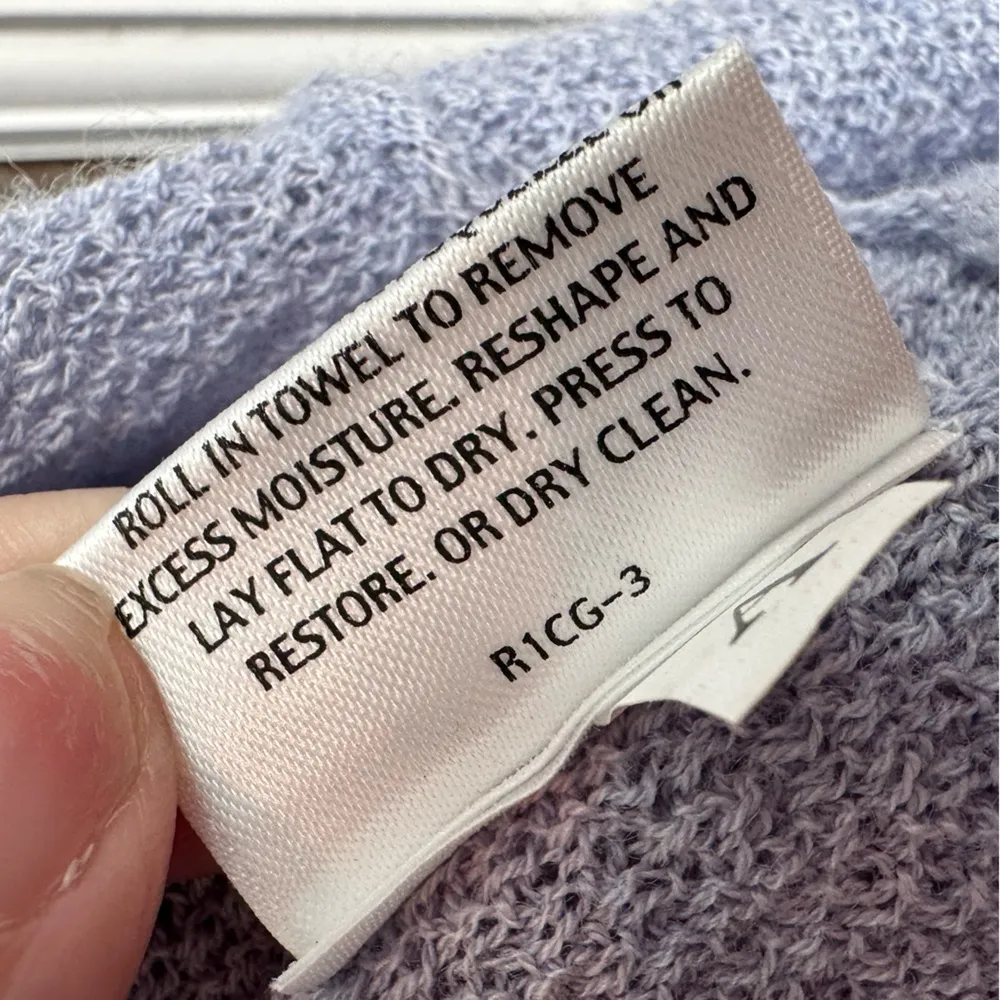 ROLL IN TOWEL TO REMOVE
EXCESS MOISTURE. RESHAPE AND
LAY FLAT TO DRY. PRESS TO
RESTORE. OR DRY CLEAN.
R1CG-3